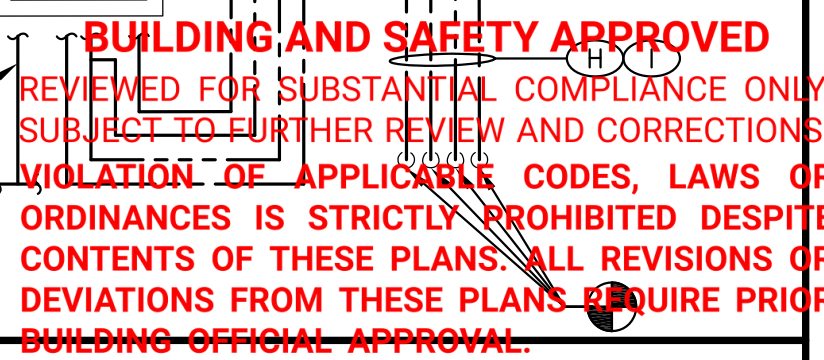 BUILDING AND SAFETY APPROVED
H I
REVIEWED FOR SUBSTANTIAL COMPLIANCE ONLY
SUBJECT TO FURTHER REVIEW AND CORRECTIONS
VIOLATION OF APPLICABLE CODES, LAWS OR
ORDINANCES IS STRICTLY PROHIBITED DESPITE
CONTENTS OF THESE PLANS. ALL REVISIONS OR
DEVIATIONS FROM THESE PLANS REQUIRE PRIOR
BUILDING OFFICIAL APPROVAL.